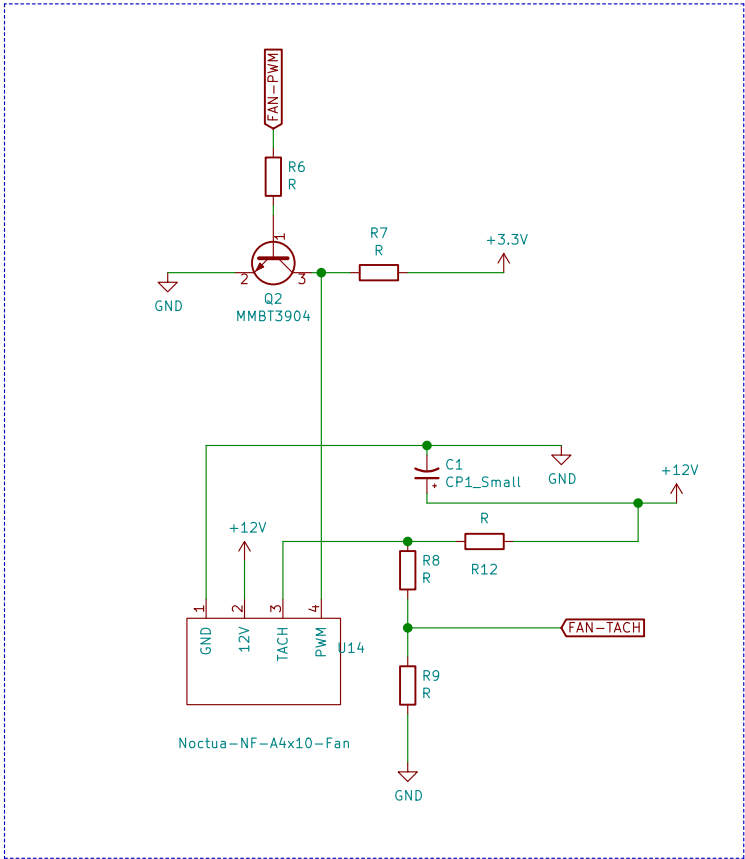 FAN-PWM
R6
R
1
R7
R
+3.3V
2
3
GND
Q2
MMBT3904
C1
CP1_Small
+
GND
+12V
+12V
R
R12
R8
R
1
2
3
4
GND
12V
TACH
PWM
U14
FAN-TACH
R9
R
Noctua-NF-A4x10-Fan
GND